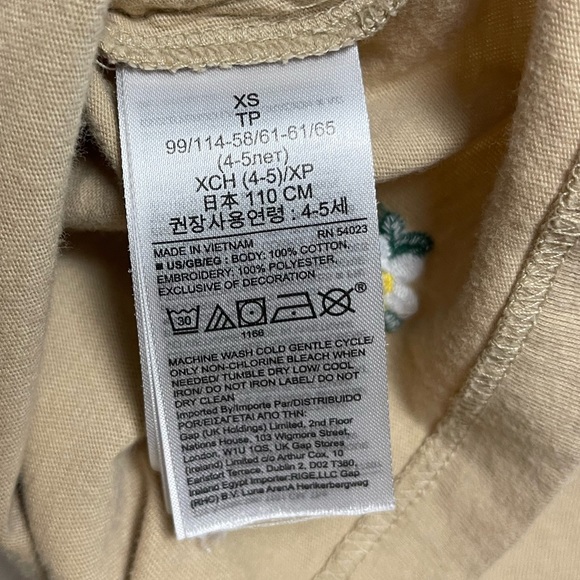 XS
TP
99/114-58/61-61/65
(4-5лет)
XCH (4-5)/XP
日本 110 CM
권장사용연령 : 4-5세
MADE IN VIETNAM RN 54023
■ US/GB/EG : BODY: 100% COTTON,
EMBROIDERY: 100% POLYESTER,
EXCLUSIVE OF DECORATION
30
1166
MACHINE WASH COLD GENTLE CYCLE/
ONLY NON-CHLORINE BLEACH WHEN
NEEDED/ TUMBLE DRY LOW/ COOL
IRON/ DO NOT IRON LABEL/ DO NOT
DRY CLEAN
Imported By/Importe Par/DISTRIBUIDO
POR/ΕΙΣΑΓΕΤΑΙ ΑΠΟ ΤΗΝ:
Gap (UK Holdings) Limited, 2nd Floor
Nations House, 103 Wigmore Street,
London, W1U 1QS, UK Gap Stores
(Ireland) Limited c/o Arthur Cox, 10
Earlsfort Terrace, Dublin 2, D02 T380,
Ireland Egypt Importer:RIGE,LLC Gap
(RHC) B.V. Luna ArenA Herikerbergweg